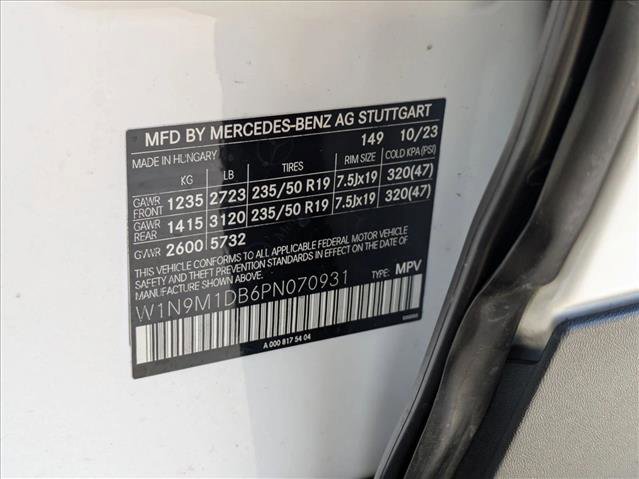 MFD BY MERCEDES-BENZ AG STUTTGART
149 10/23
MADE IN HUNGARY
KG LB TIRES RIM SIZE COLD KPA(PSI)
GAWR FRONT 1235 2723 235/50 R19 7.5Jx19 320(47)
GAWR REAR 1415 3120 235/50 R19 7.5Jx19 320(47)
GVWR 2600 5732
THIS VEHICLE CONFORMS TO ALL APPLICABLE FEDERAL MOTOR VEHICLE
SAFETY AND THEFT PREVENTION STANDARDS IN EFFECT ON THE DATE OF
MANUFACTURE SHOWN ABOVE.
W1N9M1DB6PN070931 TYPE: MPV
A 000 817 54 04